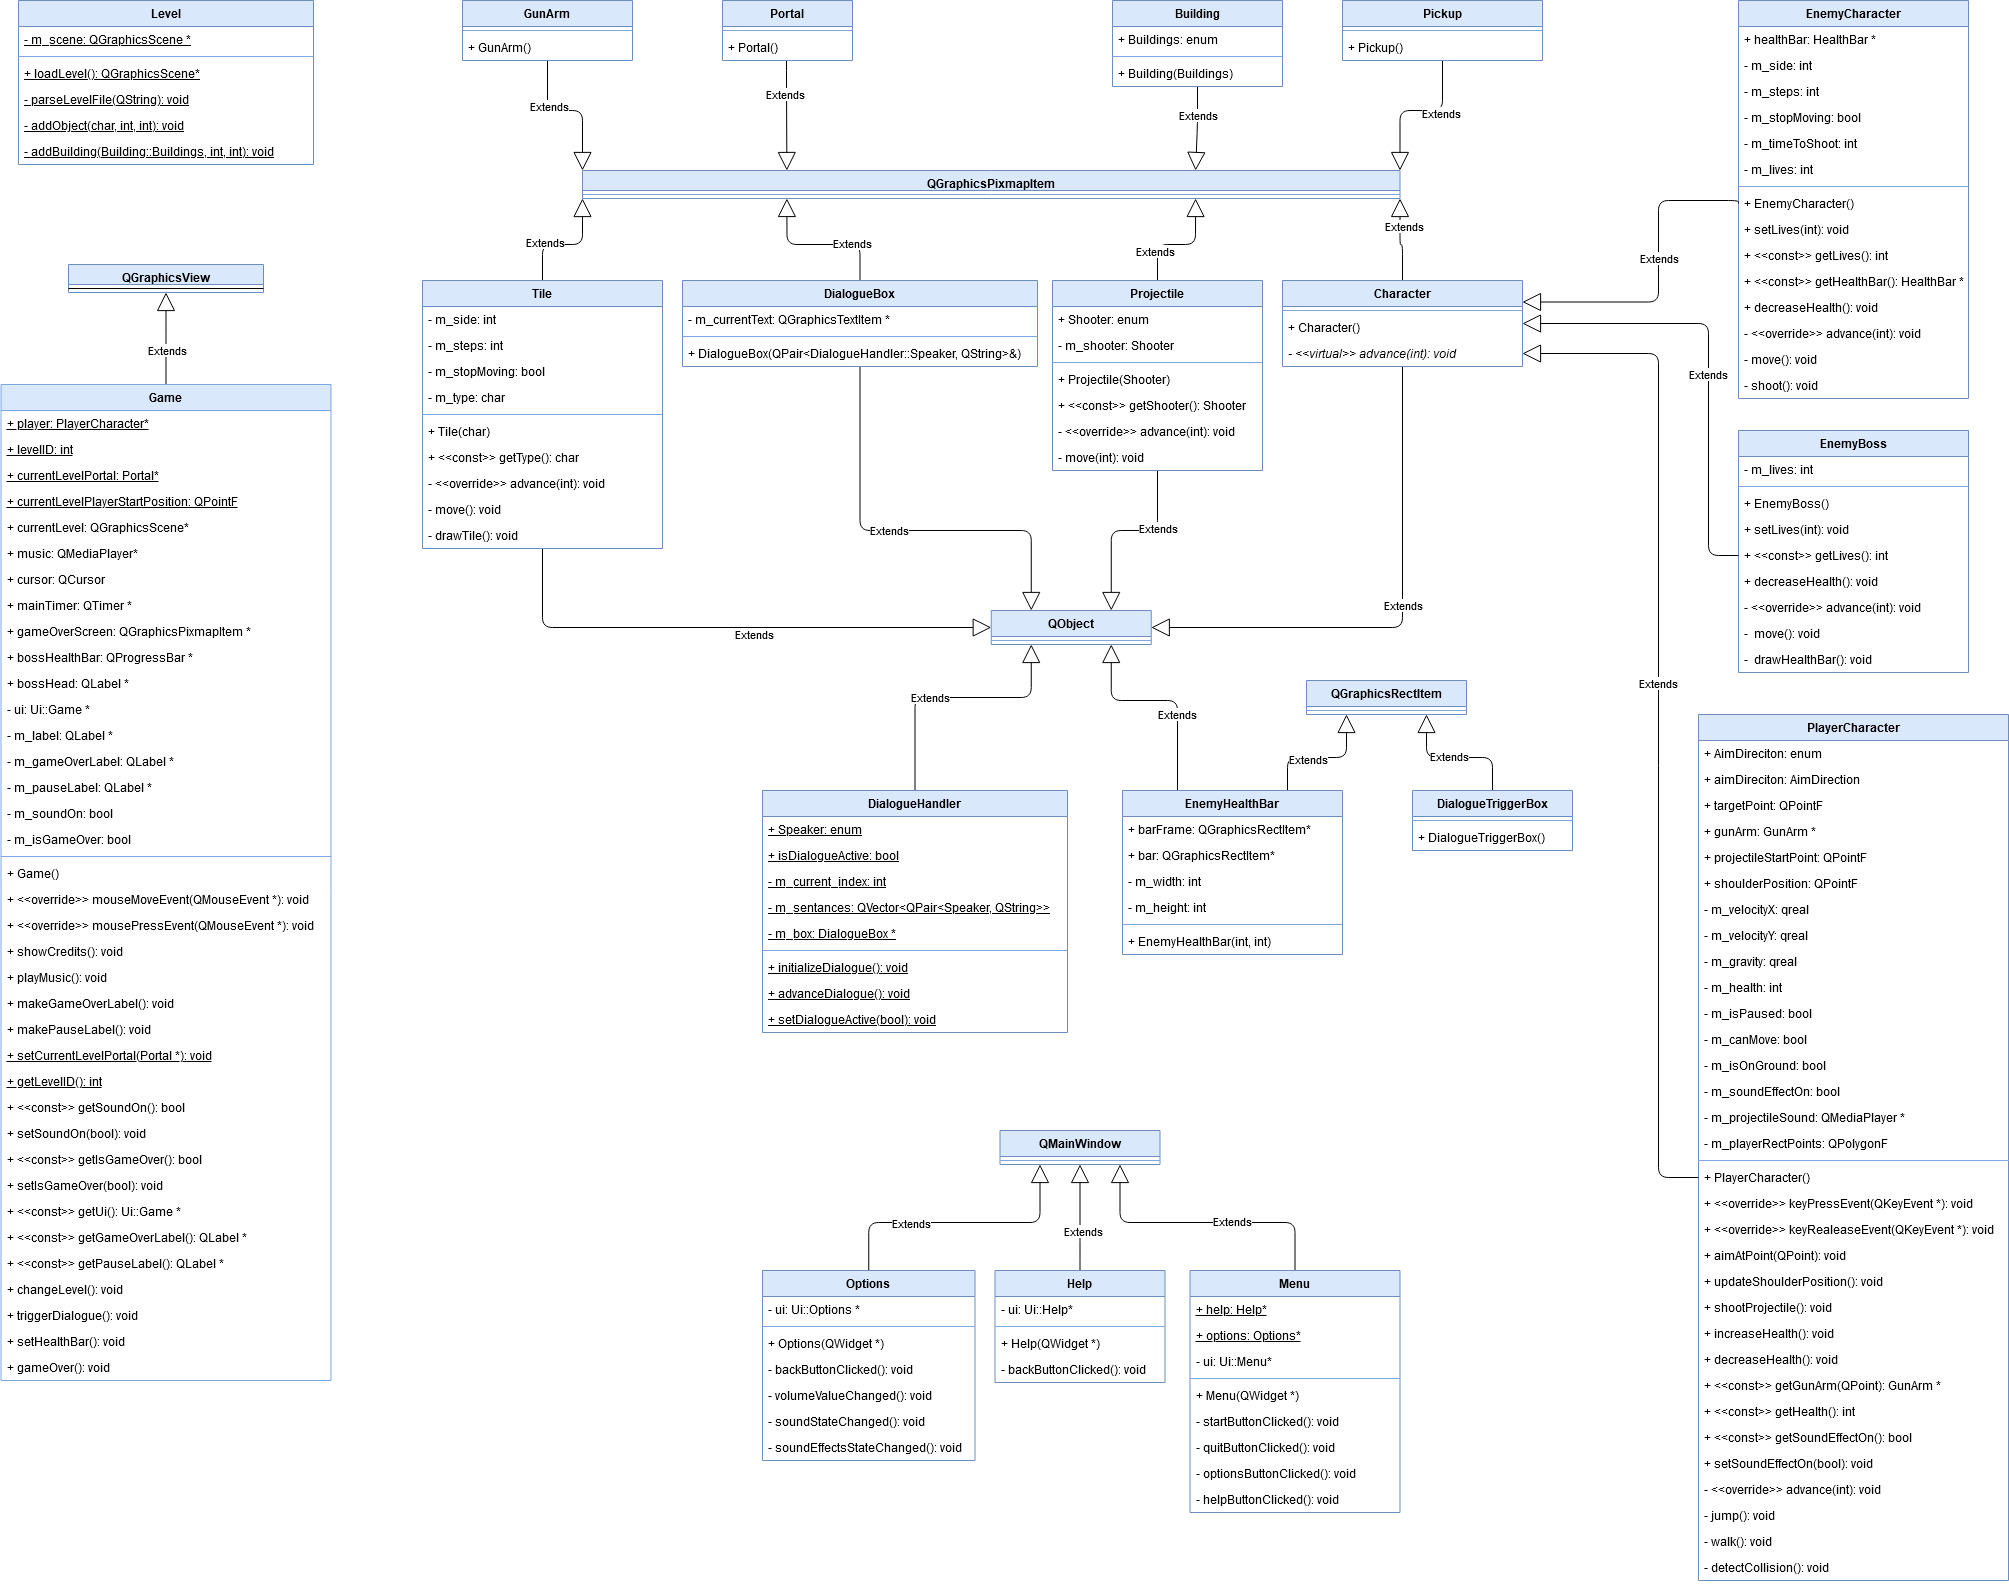 Level
- m_scene: QGraphicsScene *
+ loadLevel(): QGraphicsScene*
- parseLevelFile(QString): void
- addObject(char, int, int): void
- addBuilding(Building::Buildings, int, int): void
GunArm
+ GunArm()
Extends
Portal
+ Portal()
Extends
Building
+ Buildings: enum
+ Building(Buildings)
Extends
Pickup
+ Pickup()
Extends
QGraphicsPixmapItem
Extends
Extends
Extends
Extends
EnemyCharacter
+ healthBar: HealthBar *
- m_side: int
- m_steps: int
- m_stopMoving: bool
- m_timeToShoot: int
- m_lives: int
+ EnemyCharacter()
+ setLives(int): void
+ <<const>> getLives(): int
+ <<const>> getHealthBar(): HealthBar *
+ decreaseHealth(): void
- <<override>> advance(int): void
- move(): void
- shoot(): void
Extends
QGraphicsView
Extends
Game
+ player: PlayerCharacter*
+ levelID: int
+ currentLevelPortal: Portal*
+ currentLevelPlayerStartPosition: QPointF
+ currentLevel: QGraphicsScene*
+ music: QMediaPlayer*
+ cursor: QCursor
+ mainTimer: QTimer *
+ gameOverScreen: QGraphicsPixmapItem *
+ bossHealthBar: QProgressBar *
+ bossHead: QLabel *
- ui: Ui::Game *
- m_label: QLabel *
- m_gameOverLabel: QLabel *
- m_pauseLabel: QLabel *
- m_soundOn: bool
- m_isGameOver: bool
+ Game()
+ <<override>> mouseMoveEvent(QMouseEvent *): void
+ <<override>> mousePressEvent(QMouseEvent *): void
+ showCredits(): void
+ playMusic(): void
+ makeGameOverLabel(): void
+ makePauseLabel(): void
+ setCurrentLevelPortal(Portal *): void
+ getLevelID(): int
+ <<const>> getSoundOn(): bool
+ setSoundOn(bool): void
+ <<const>> getIsGameOver(): bool
+ setIsGameOver(bool): void
+ <<const>> getUi(): Ui::Game *
+ <<const>> getGameOverLabel(): QLabel *
+ <<const>> getPauseLabel(): QLabel *
+ changeLevel(): void
+ triggerDialogue(): void
+ setHealthBar(): void
+ gameOver(): void
Tile
- m_side: int
- m_steps: int
- m_stopMoving: bool
- m_type: char
+ Tile(char)
+ <<const>> getType(): char
- <<override>> advance(int): void
- move(): void
- drawTile(): void
Extends
DialogueBox
- m_currentText: QGraphicsTextItem *
+ DialogueBox(QPair<DialogueHandler::Speaker, QString>&)
Extends
Projectile
+ Shooter: enum
- m_shooter: Shooter
+ Projectile(Shooter)
+ <<const>> getShooter(): Shooter
- <<override>> advance(int): void
- move(int): void
Extends
Character
+ Character()
- <<virtual>> advance(int): void
Extends
Extends
EnemyBoss
- m_lives: int
+ EnemyBoss()
+ setLives(int): void
+ <<const>> getLives(): int
+ decreaseHealth(): void
- <<override>> advance(int): void
- move(): void
- drawHealthBar(): void
QObject
Extends
Extends
Extends
QGraphicsRectItem
Extends
Extends
DialogueHandler
+ Speaker: enum
+ isDialogueActive: bool
- m_current_index: int
- m_sentances: QVector<QPair<Speaker, QString>>
- m_box: DialogueBox *
+ initializeDialogue(): void
+ advanceDialogue(): void
+ setDialogueActive(bool): void
EnemyHealthBar
+ barFrame: QGraphicsRectItem*
+ bar: QGraphicsRectItem*
- m_width: int
- m_height: int
+ EnemyHealthBar(int, int)
DialogueTriggerBox
+ DialogueTriggerBox()
PlayerCharacter
+ AimDireciton: enum
+ aimDireciton: AimDirection
+ targetPoint: QPointF
+ gunArm: GunArm *
+ projectileStartPoint: QPointF
+ shoulderPosition: QPointF
- m_velocityX: qreal
- m_velocityY: qreal
- m_gravity: qreal
- m_health: int
- m_isPaused: bool
- m_canMove: bool
- m_isOnGround: bool
- m_soundEffectOn: bool
- m_projectileSound: QMediaPlayer *
- m_playerRectPoints: QPolygonF
+ PlayerCharacter()
+ <<override>> keyPressEvent(QKeyEvent *): void
+ <<override>> keyRealeaseEvent(QKeyEvent *): void
+ aimAtPoint(QPoint): void
+ updateShoulderPosition(): void
+ shootProjectile(): void
+ increaseHealth(): void
+ decreaseHealth(): void
+ <<const>> getGunArm(QPoint): GunArm *
+ <<const>> getHealth(): int
+ <<const>> getSoundEffectOn(): bool
+ setSoundEffectOn(bool): void
- <<override>> advance(int): void
- jump(): void
- walk(): void
- detectCollision(): void
QMainWindow
Extends
Extends
Extends
Options
- ui: Ui::Options *
+ Options(QWidget *)
- backButtonClicked(): void
- volumeValueChanged(): void
- soundStateChanged(): void
- soundEffectsStateChanged(): void
Help
- ui: Ui::Help*
+ Help(QWidget *)
- backButtonClicked(): void
Menu
+ help: Help*
+ options: Options*
- ui: Ui::Menu*
+ Menu(QWidget *)
- startButtonClicked(): void
- quitButtonClicked(): void
- optionsButtonClicked(): void
- helpButtonClicked(): void